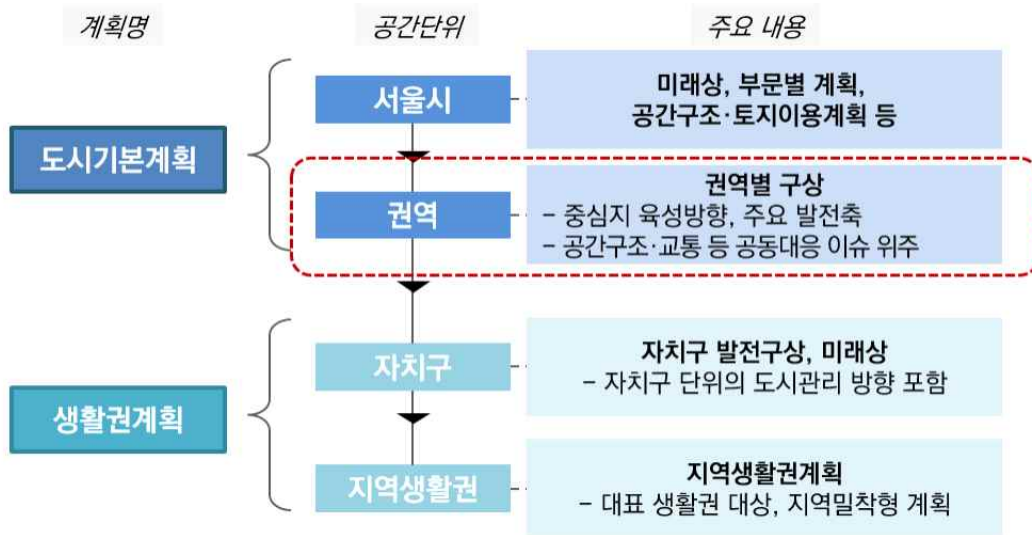 계획명
공간단위
주요 내용
도시기본계획
서울시
미래상, 부문별 계획,
공간구조·토지이용계획 등
권역
권역별 구상
- 중심지 육성방향, 주요 발전축
- 공간구조·교통 등 공동대응 이슈 위주
생활권계획
자치구
자치구 발전구상, 미래상
- 자치구 단위의 도시관리 방향 포함
지역생활권
지역생활권계획
- 대표 생활권 대상, 지역밀착형 계획